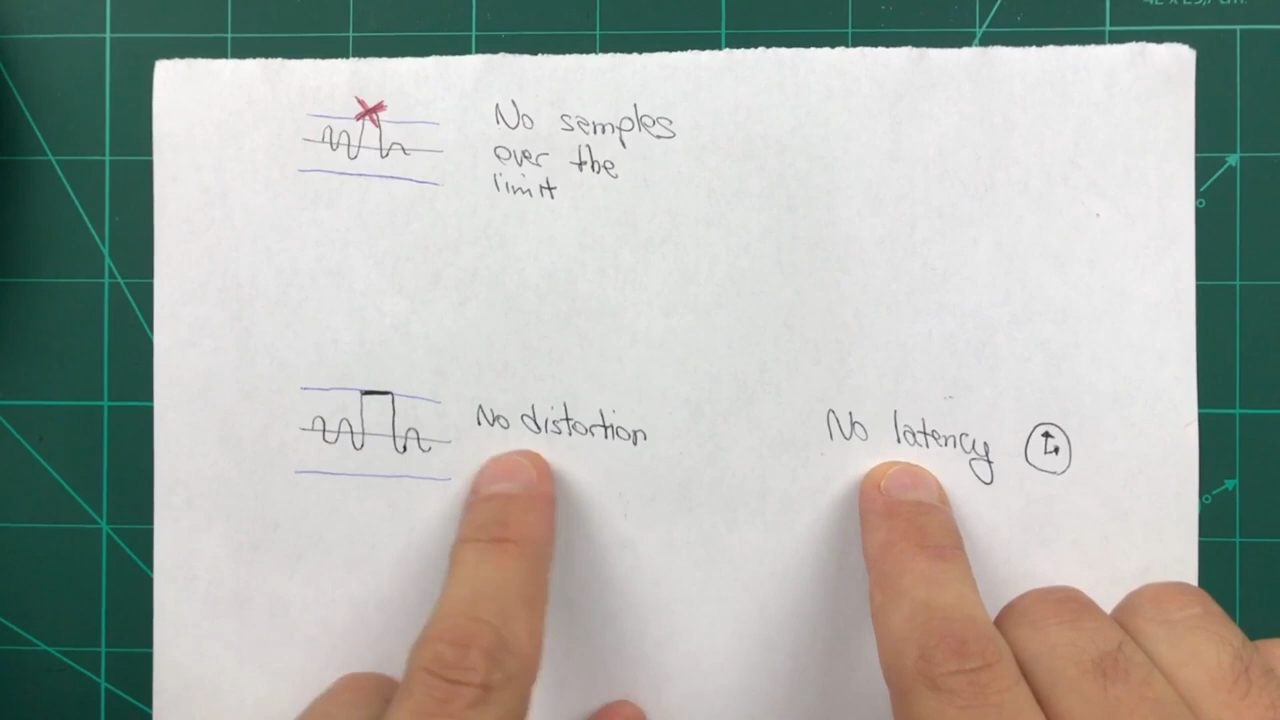 No samples
over the
limit
No distortion
No latency